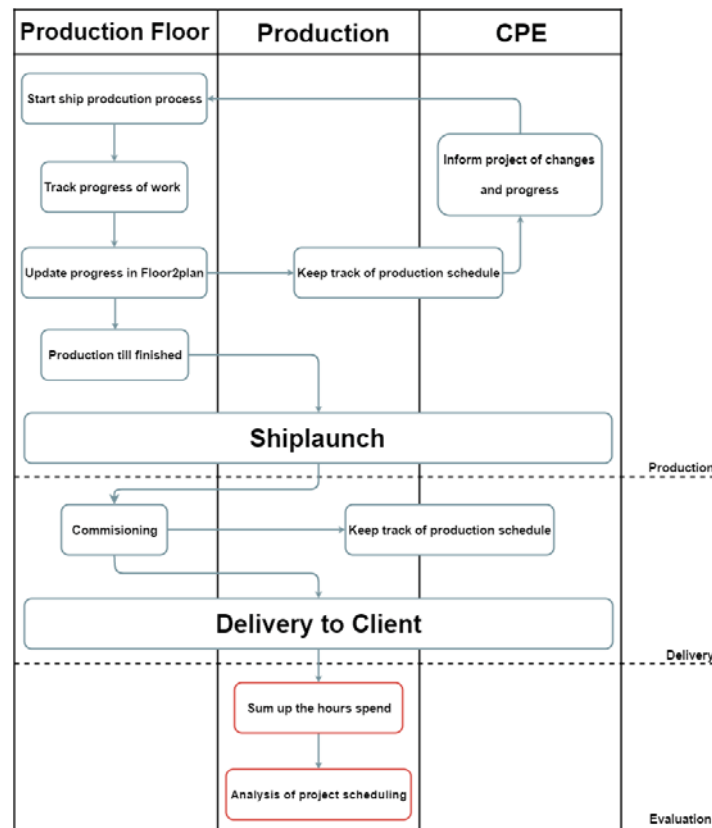 Production Floor
Production
CPE
Start ship prodcution process
Inform project of changes
and progress
Track progress of work
Update progress in Floor2plan
Keep track of production schedule
Production till finished
Shiplaunch
Production
Commisioning
Keep track of production schedule
Delivery to Client
Delivery
Sum up the hours spend
Analysis of project scheduling
Evaluation